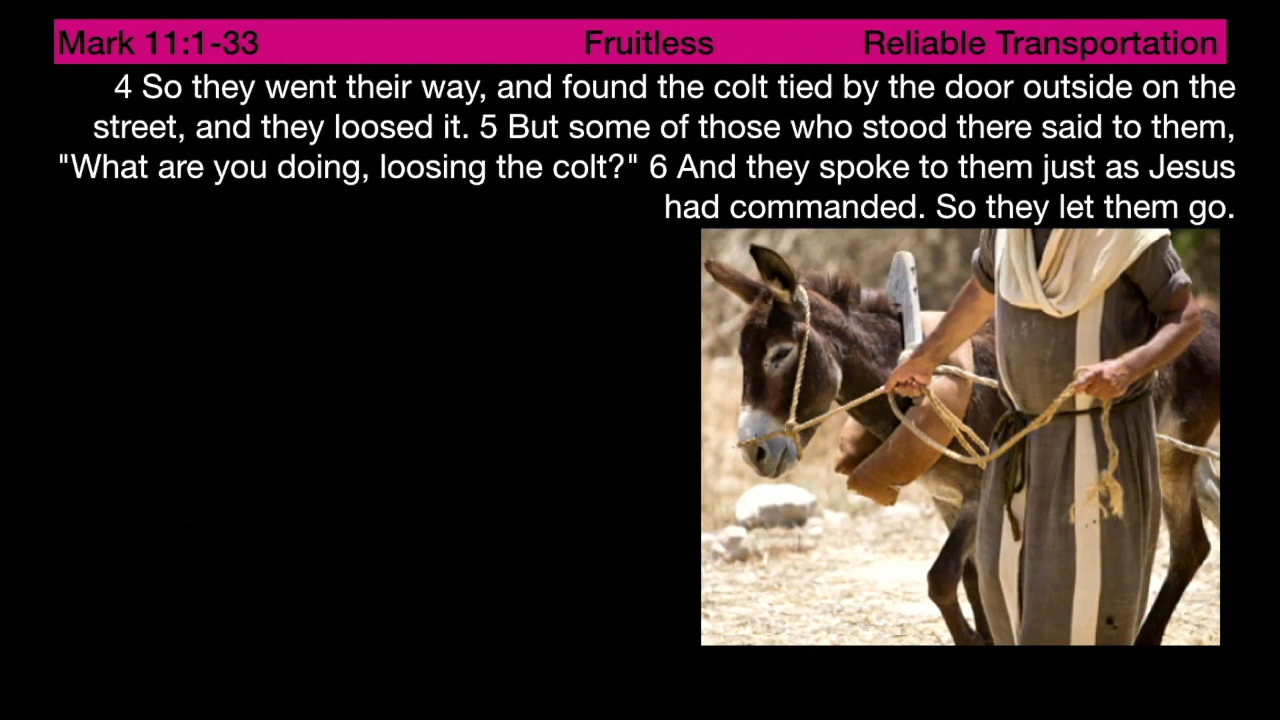 Mark 11:1-33 Fruitless Reliable Transportation
4 So they went their way, and found the colt tied by the door outside on the
street, and they loosed it. 5 But some of those who stood there said to them,
"What are you doing, loosing the colt?" 6 And they spoke to them just as Jesus
had commanded. So they let them go.